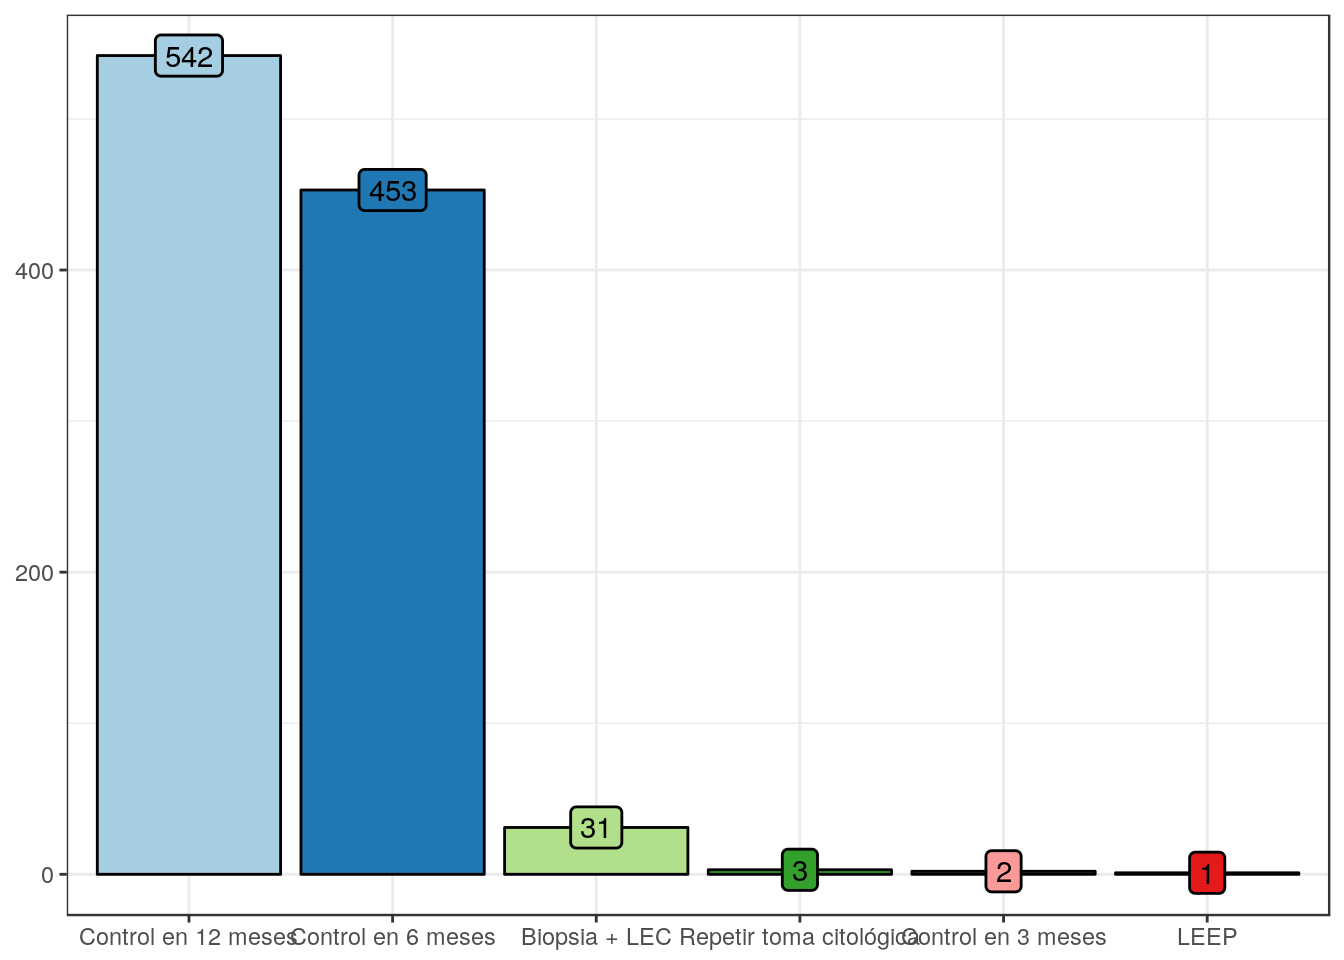 542
453
31
3
2
1
400
200
0
Control en 12 meses
Control en 6 meses
Biopsia + LEC
Repetir toma citológica
Control en 3 meses
LEEP